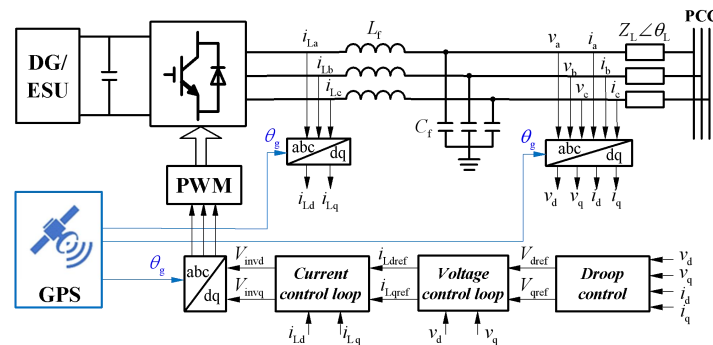 PCC
i_La
L_f
v_a
i_a
Z_L∠θ_L
DG/
ESU
i_Lb
v_b
i_b
i_Lc
v_c
i_c
C_f
θ_g
abc
dq
θ_g
abc
dq
PWM
i_Ld
i_Lq
v_d
v_q
i_d
i_q
GPS
θ_g
abc
dq
V_invd
V_invq
Current
control loop
i_Ldref
i_Lqref
Voltage
control loop
V_dref
V_qref
Droop
control
v_d
v_q
i_d
i_q
i_Ld
i_Lq
v_d
v_q